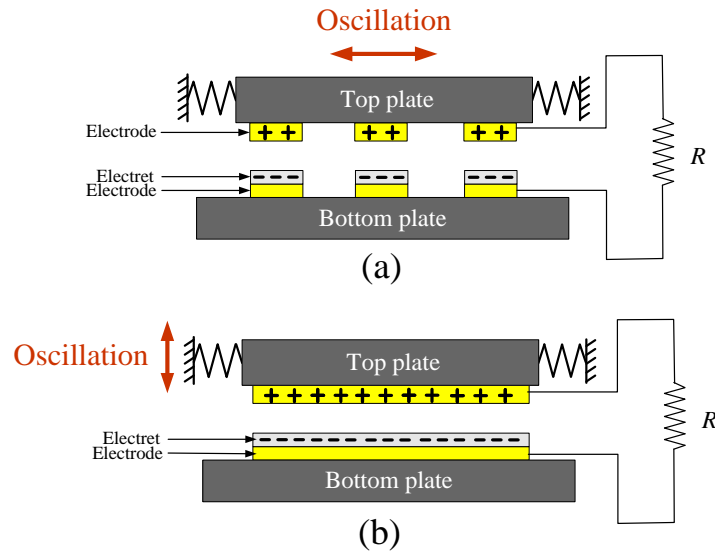 Oscillation
Top plate
Electrode
+ + + + + +
R
Electret
Electrode
Bottom plate
(a)
Oscillation
Top plate
+ + + + + + + + + +
R
Electret
Electrode
Bottom plate
(b)